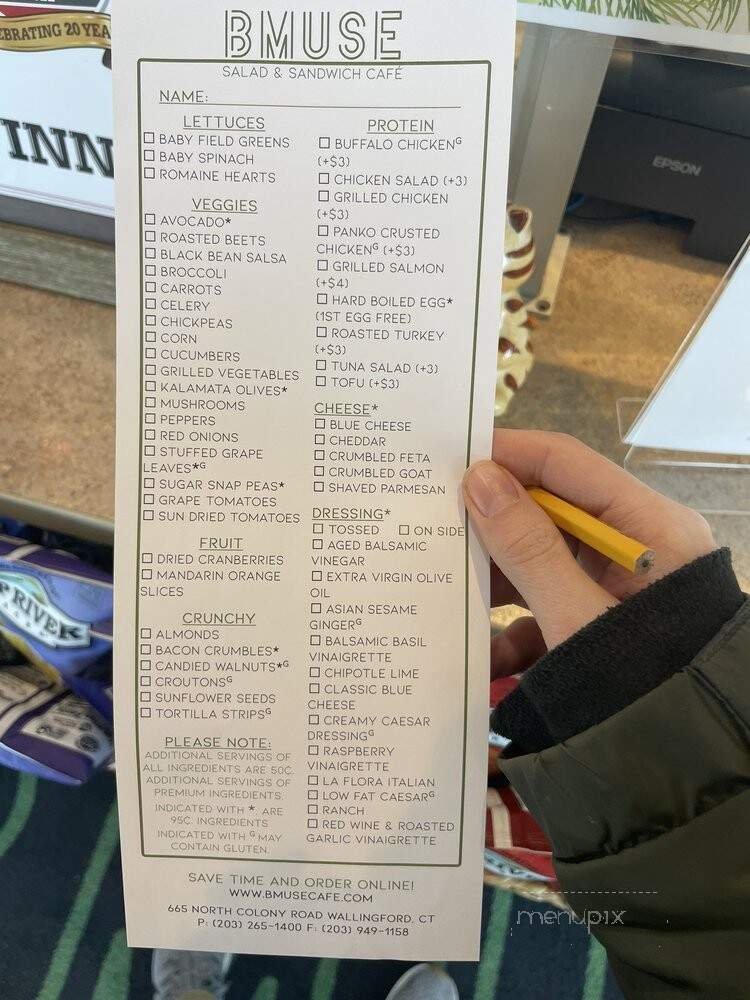 BMUSE
SALAD & SANDWICH CAFÉ
NAME:
LETTUCES
☐ BABY FIELD GREENS
☐ BABY SPINACH
☐ ROMAINE HEARTS
VEGGIES
☐ AVOCADO*
☐ ROASTED BEETS
☐ BLACK BEAN SALSA
☐ BROCCOLI
☐ CARROTS
☐ CELERY
☐ CHICKPEAS
☐ CORN
☐ CUCUMBERS
☐ GRILLED VEGETABLES
☐ KALAMATA OLIVES*
☐ MUSHROOMS
☐ PEPPERS
☐ RED ONIONS
☐ STUFFED GRAPE
LEAVES*G
☐ SUGAR SNAP PEAS*
☐ GRAPE TOMATOES
☐ SUN DRIED TOMATOES
FRUIT
☐ DRIED CRANBERRIES
☐ MANDARIN ORANGE
SLICES
CRUNCHY
☐ ALMONDS
☐ BACON CRUMBLES*
☐ CANDIED WALNUTS*G
☐ CROUTONSG
☐ SUNFLOWER SEEDS
☐ TORTILLA STRIPSG
PLEASE NOTE:
ADDITIONAL SERVINGS OF
ALL INGREDIENTS ARE 50¢.
ADDITIONAL SERVINGS OF
PREMIUM INGREDIENTS
INDICATED WITH *, ARE
95¢. INGREDIENTS
INDICATED WITH G MAY
CONTAIN GLUTEN.
PROTEIN
☐ BUFFALO CHICKENG
(+$3)
☐ CHICKEN SALAD (+3)
☐ GRILLED CHICKEN
(+$3)
☐ PANKO CRUSTED
CHICKENG (+$3)
☐ GRILLED SALMON
(+$4)
☐ HARD BOILED EGG*
(1ST EGG FREE)
☐ ROASTED TURKEY
(+$3)
☐ TUNA SALAD (+3)
☐ TOFU (+$3)
CHEESE*
☐ BLUE CHEESE
☐ CHEDDAR
☐ CRUMBLED FETA
☐ CRUMBLED GOAT
☐ SHAVED PARMESAN
DRESSING*
☐ TOSSED ☐ ON SIDE
☐ AGED BALSAMIC
VINEGAR
☐ EXTRA VIRGIN OLIVE
OIL
☐ ASIAN SESAME
GINGERG
☐ BALSAMIC BASIL
VINAIGRETTE
☐ CHIPOTLE LIME
☐ CLASSIC BLUE
CHEESE
☐ CREAMY CAESAR
DRESSINGG
☐ RASPBERRY
VINAIGRETTE
☐ LA FLORA ITALIAN
☐ LOW FAT CAESARG
☐ RANCH
☐ RED WINE & ROASTED
GARLIC VINAIGRETTE
SAVE TIME AND ORDER ONLINE!
WWW.BMUSECAFE.COM
665 NORTH COLONY ROAD WALLINGFORD, CT
P: (203) 265-1400 F: (203) 949-1158
EBRATING 20 YEA
INN
EPSON
RIVER
menupix